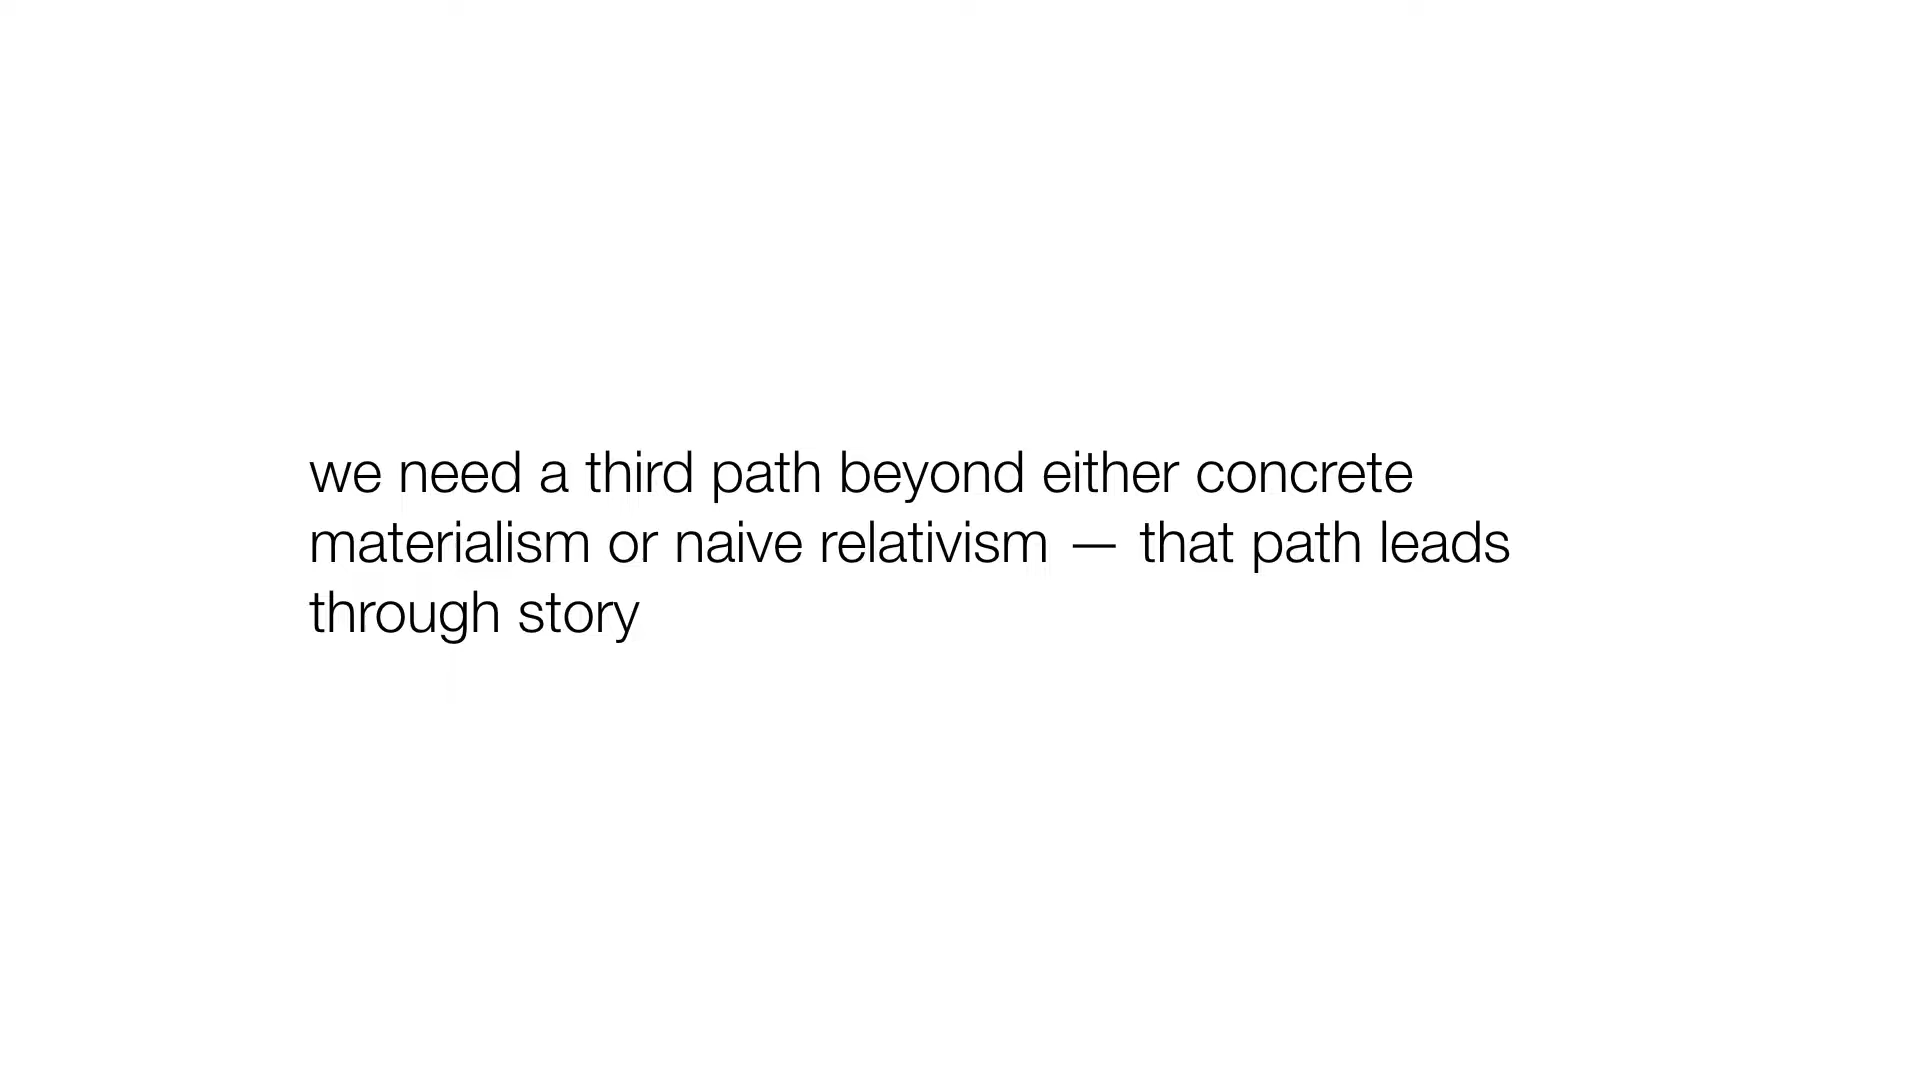 we need a third path beyond either concrete
materialism or naive relativism — that path leads
through story